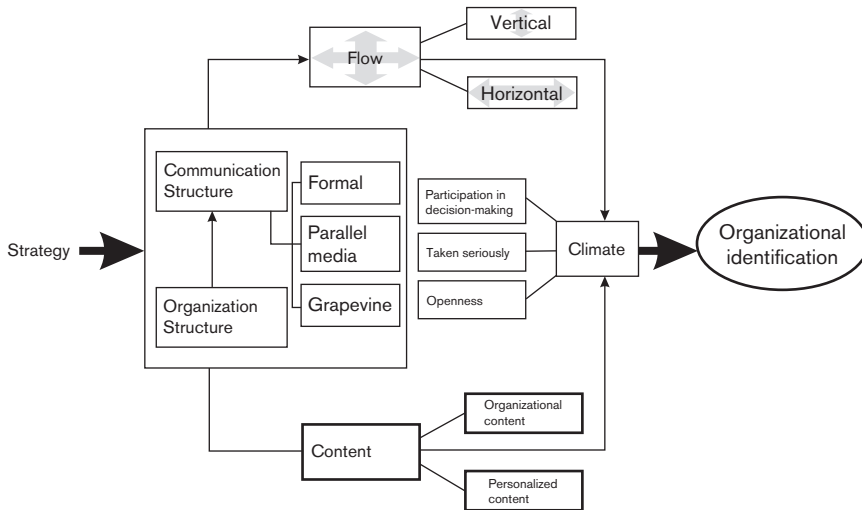 Vertical
Flow
Horizontal
Communication
Structure
Formal
Parallel
media
Organization
Structure
Grapevine
Strategy
Participation in
decision-making
Taken seriously
Openness
Climate
Organizational
identification
Content
Organizational
content
Personalized
content